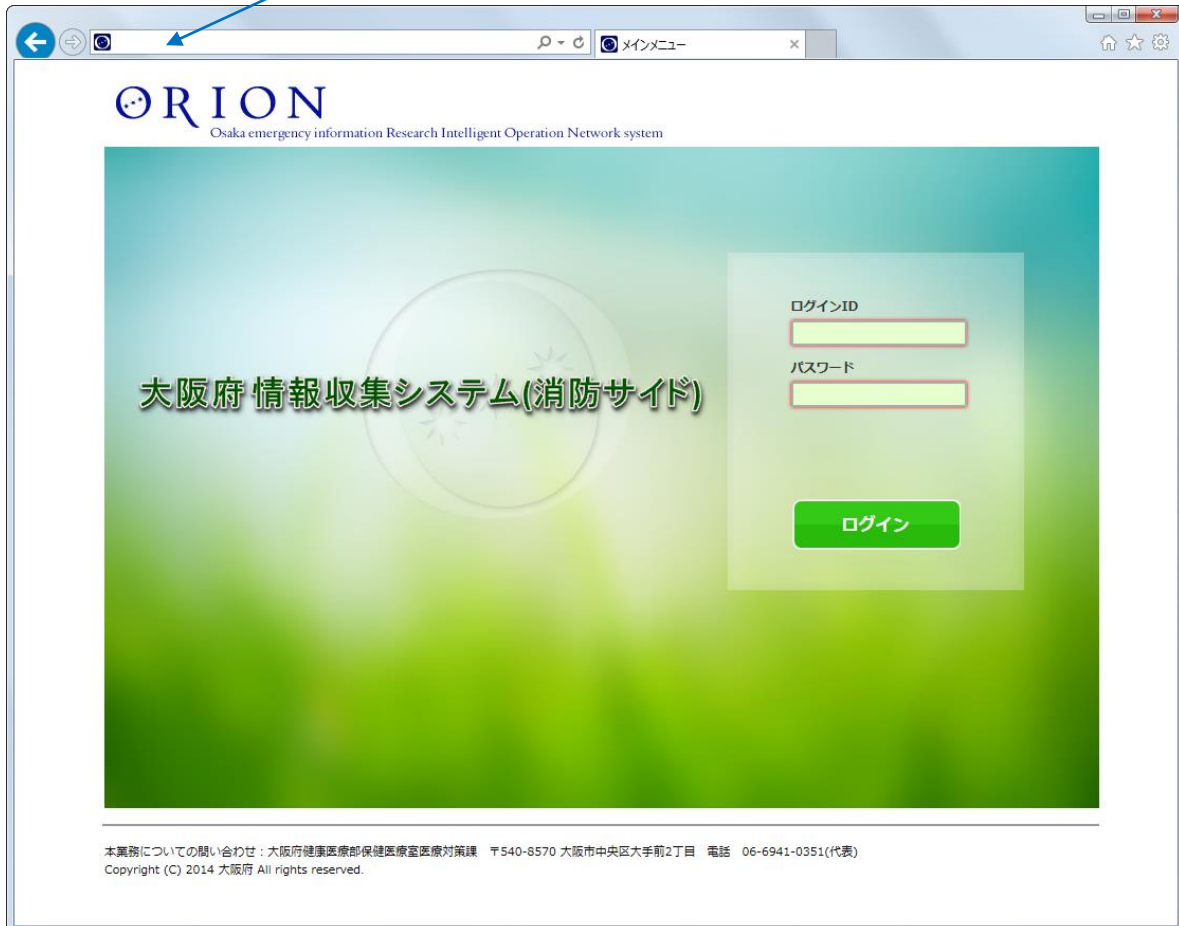 メインメニュー
ORION
Osaka emergency information Research Intelligent Operation Network system
ログインID
パスワード
大阪府 情報収集システム(消防サイド)
ログイン
本業務についての問い合わせ：大阪府健康医療部保健医療室医療対策課　〒540-8570 大阪市中央区大手前2丁目　電話　06-6941-0351(代表)
Copyright (C) 2014 大阪府 All rights reserved.